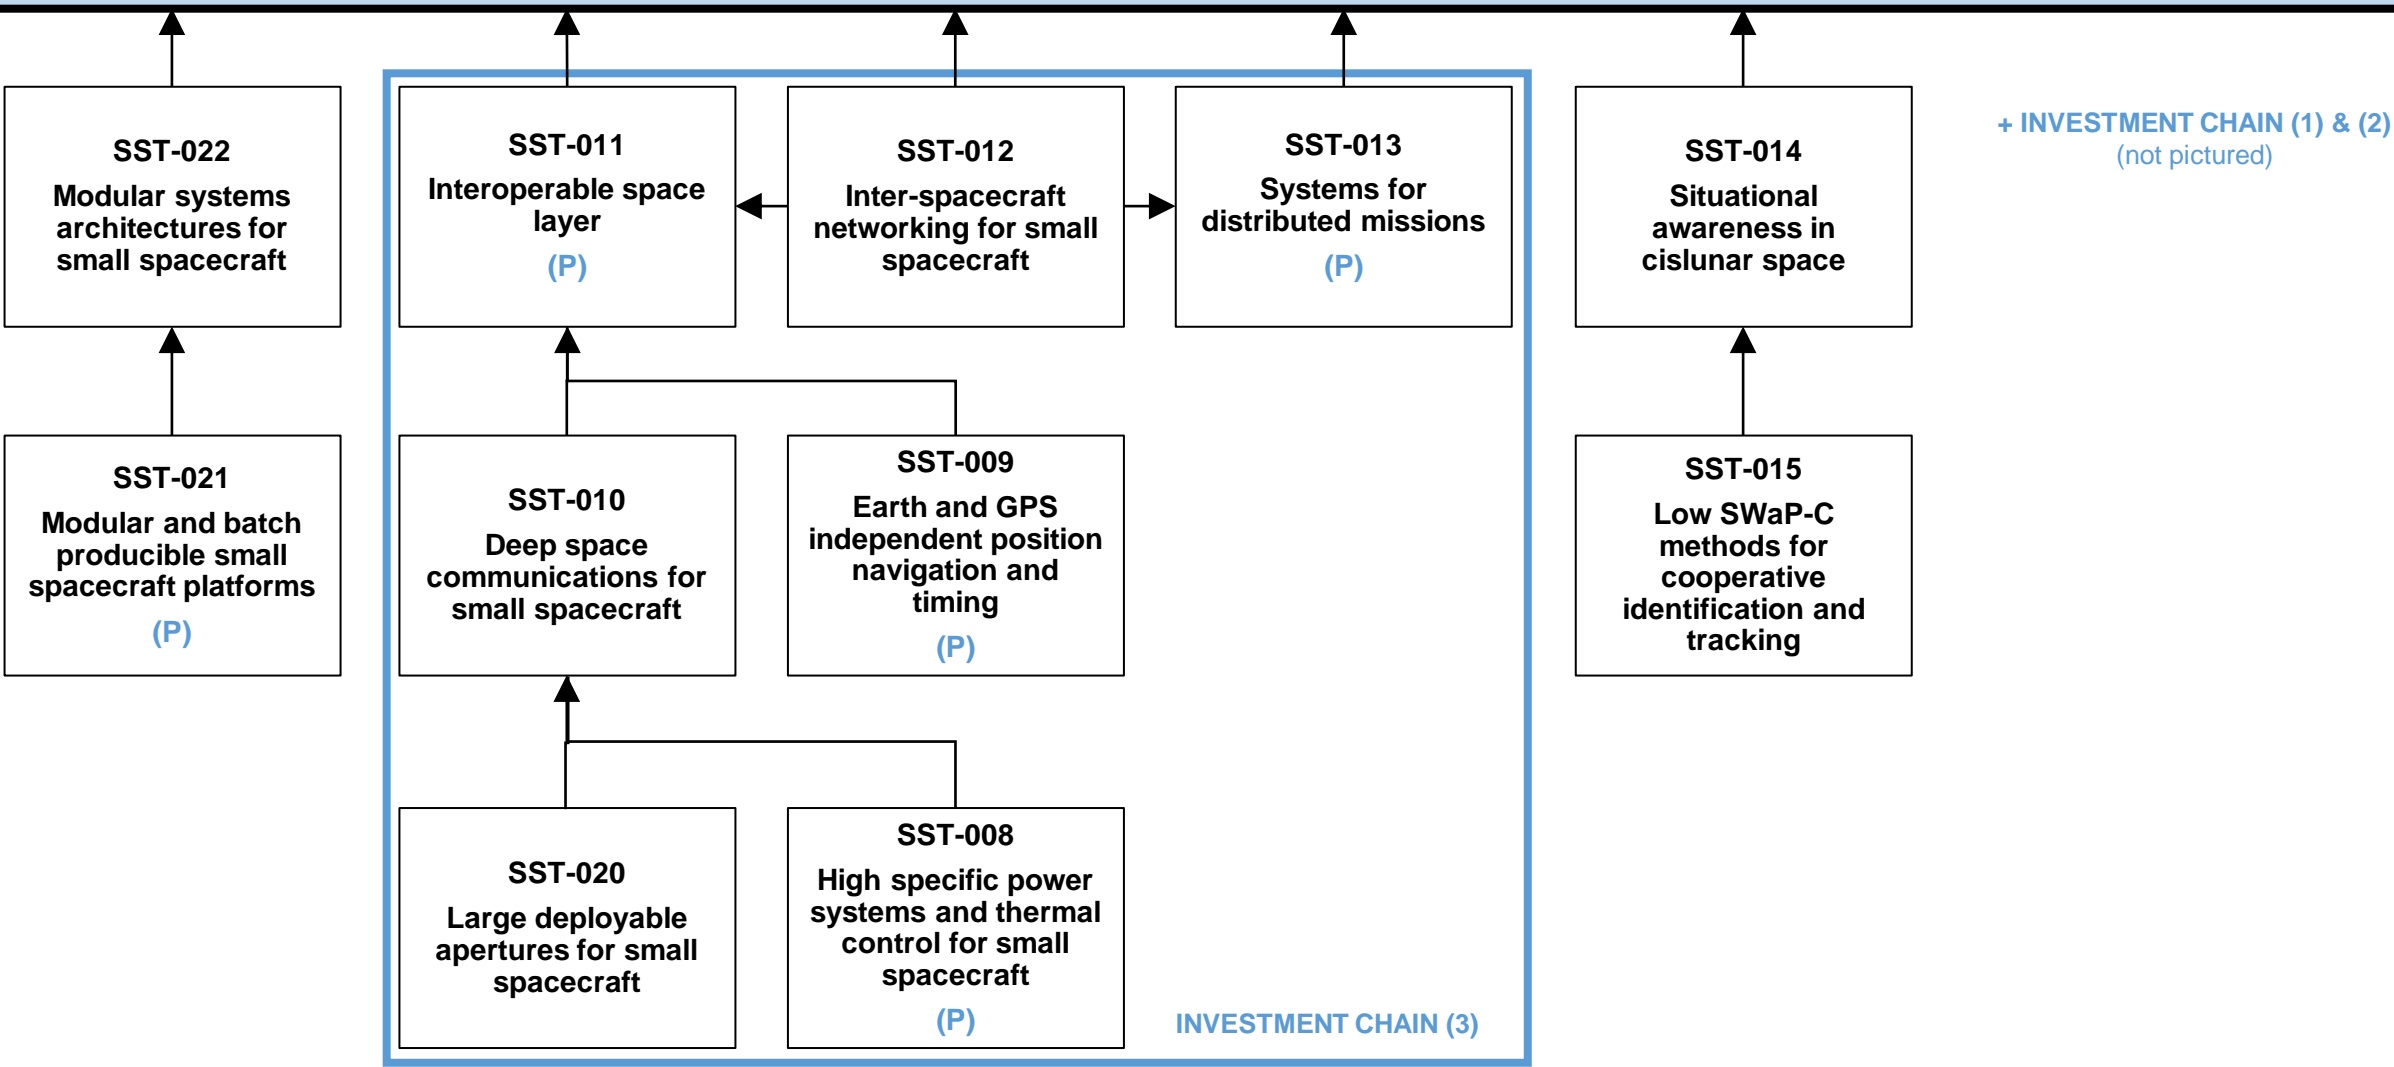 SST-022
Modular systems
architectures for
small spacecraft
SST-011
Interoperable space
layer
(P)
SST-012
Inter-spacecraft
networking for small
spacecraft
SST-013
Systems for
distributed missions
(P)
SST-014
Situational
awareness in
cislunar space
+ INVESTMENT CHAIN (1) & (2)
(not pictured)
SST-021
Modular and batch
producible small
spacecraft platforms
(P)
SST-010
Deep space
communications for
small spacecraft
SST-009
Earth and GPS
independent position
navigation and
timing
(P)
SST-015
Low SWaP-C
methods for
cooperative
identification and
tracking
SST-020
Large deployable
apertures for small
spacecraft
SST-008
High specific power
systems and thermal
control for small
spacecraft
(P)
INVESTMENT CHAIN (3)